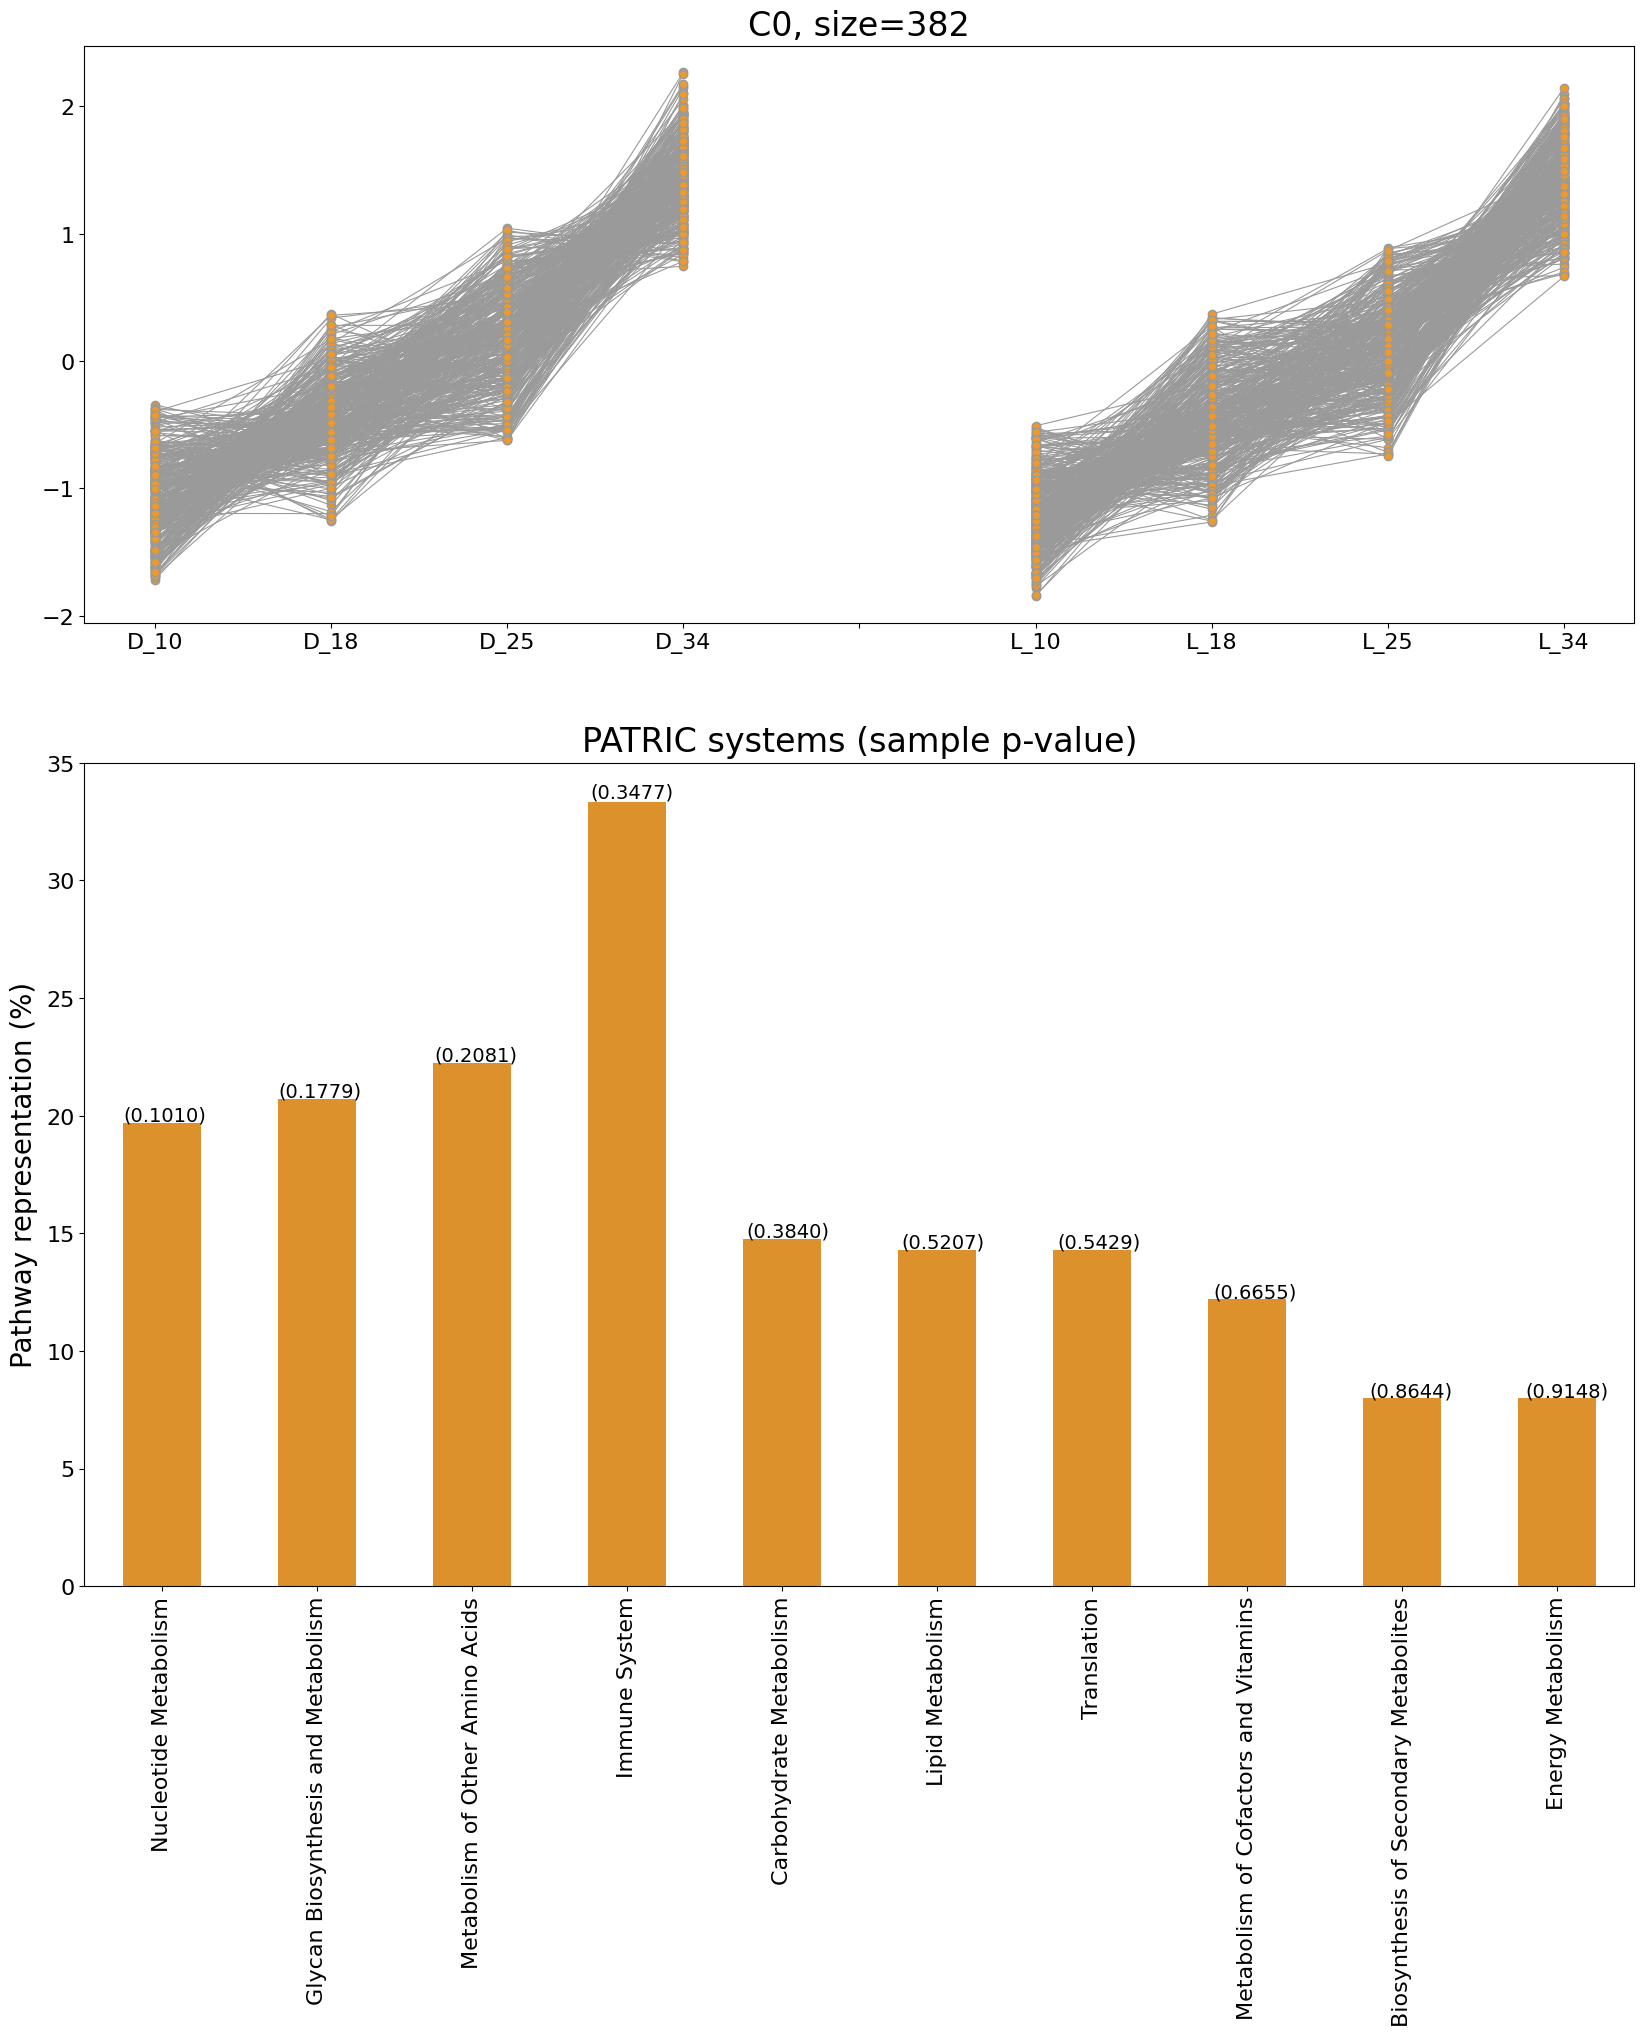 C0, size=382
2
1
0
−1
−2
D_10 D_18 D_25 D_34 L_10 L_18 L_25 L_34
PATRIC systems (sample p-value)
Pathway representation (%)
35
30
25
20
15
10
5
0
(0.1010) (0.1779) (0.2081) (0.3477) (0.3840) (0.5207) (0.5429) (0.6655) (0.8644) (0.9148)
Nucleotide Metabolism
Glycan Biosynthesis and Metabolism
Metabolism of Other Amino Acids
Immune System
Carbohydrate Metabolism
Lipid Metabolism
Translation
Metabolism of Cofactors and Vitamins
Biosynthesis of Secondary Metabolites
Energy Metabolism